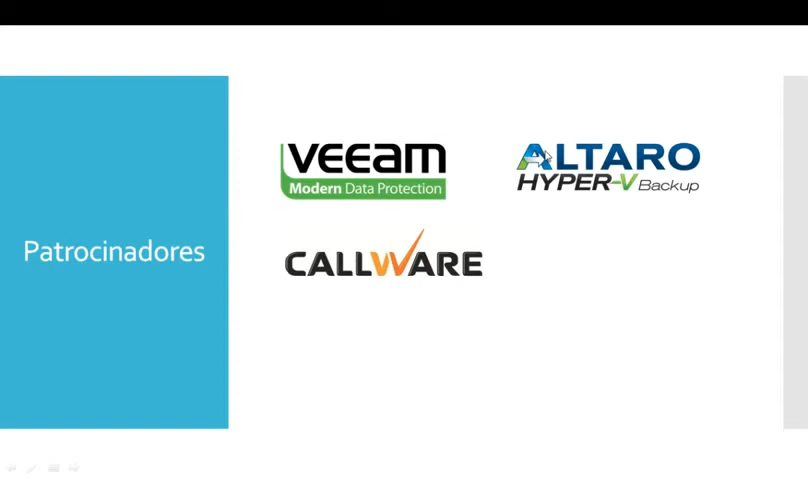 Patrocinadores
veeam
Modern Data Protection
ALTARO
HYPER-V Backup
CALLWARE